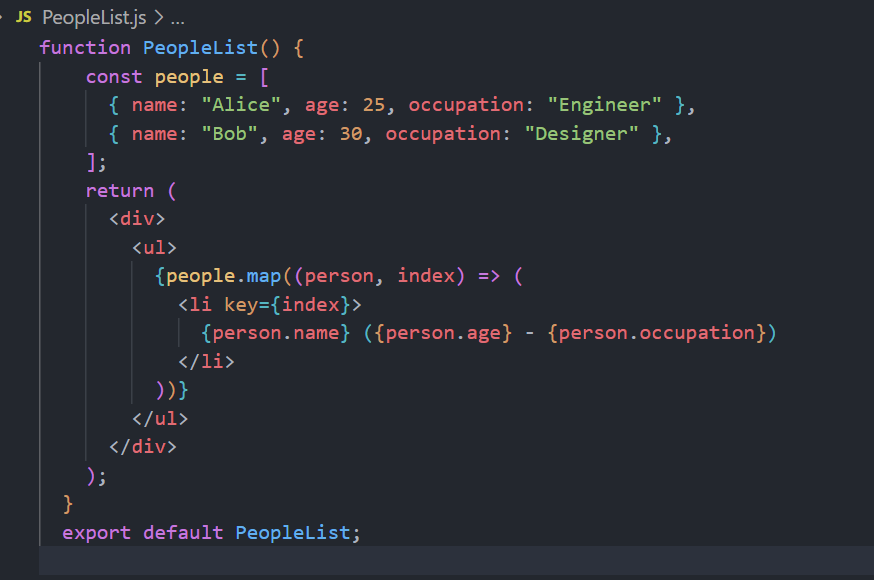 JS PeopleList.js > ...
function PeopleList() {
    const people = [
      { name: "Alice", age: 25, occupation: "Engineer" },
      { name: "Bob", age: 30, occupation: "Designer" },
    ];
    return (
      <div>
        <ul>
          {people.map((person, index) => (
            <li key={index}>
              {person.name} ({person.age} - {person.occupation})
            </li>
          ))}
        </ul>
      </div>
    );
  }
  export default PeopleList;